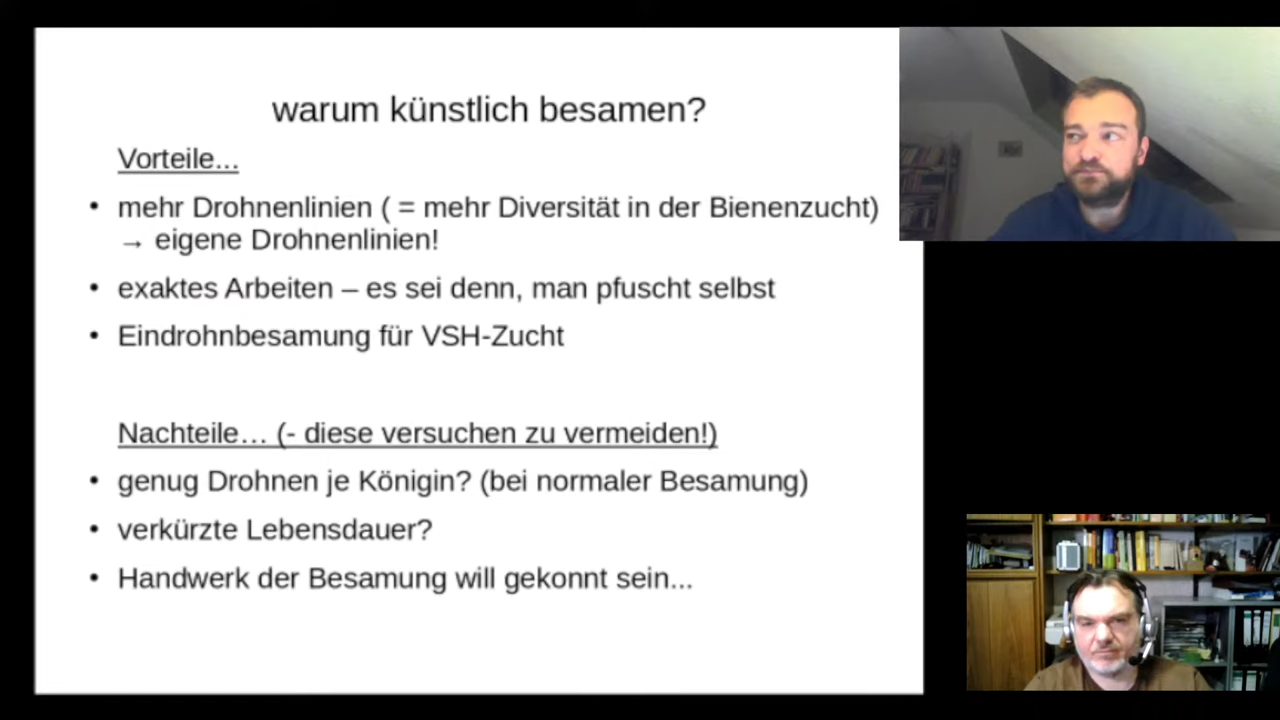 warum künstlich besamen?
Vorteile...
• mehr Drohnenlinien ( = mehr Diversität in der Bienenzucht)
→ eigene Drohnenlinien!
• exaktes Arbeiten – es sei denn, man pfuscht selbst
• Eindrohnbesamung für VSH-Zucht
Nachteile… (- diese versuchen zu vermeiden!)
• genug Drohnen je Königin? (bei normaler Besamung)
• verkürzte Lebensdauer?
• Handwerk der Besamung will gekonnt sein...